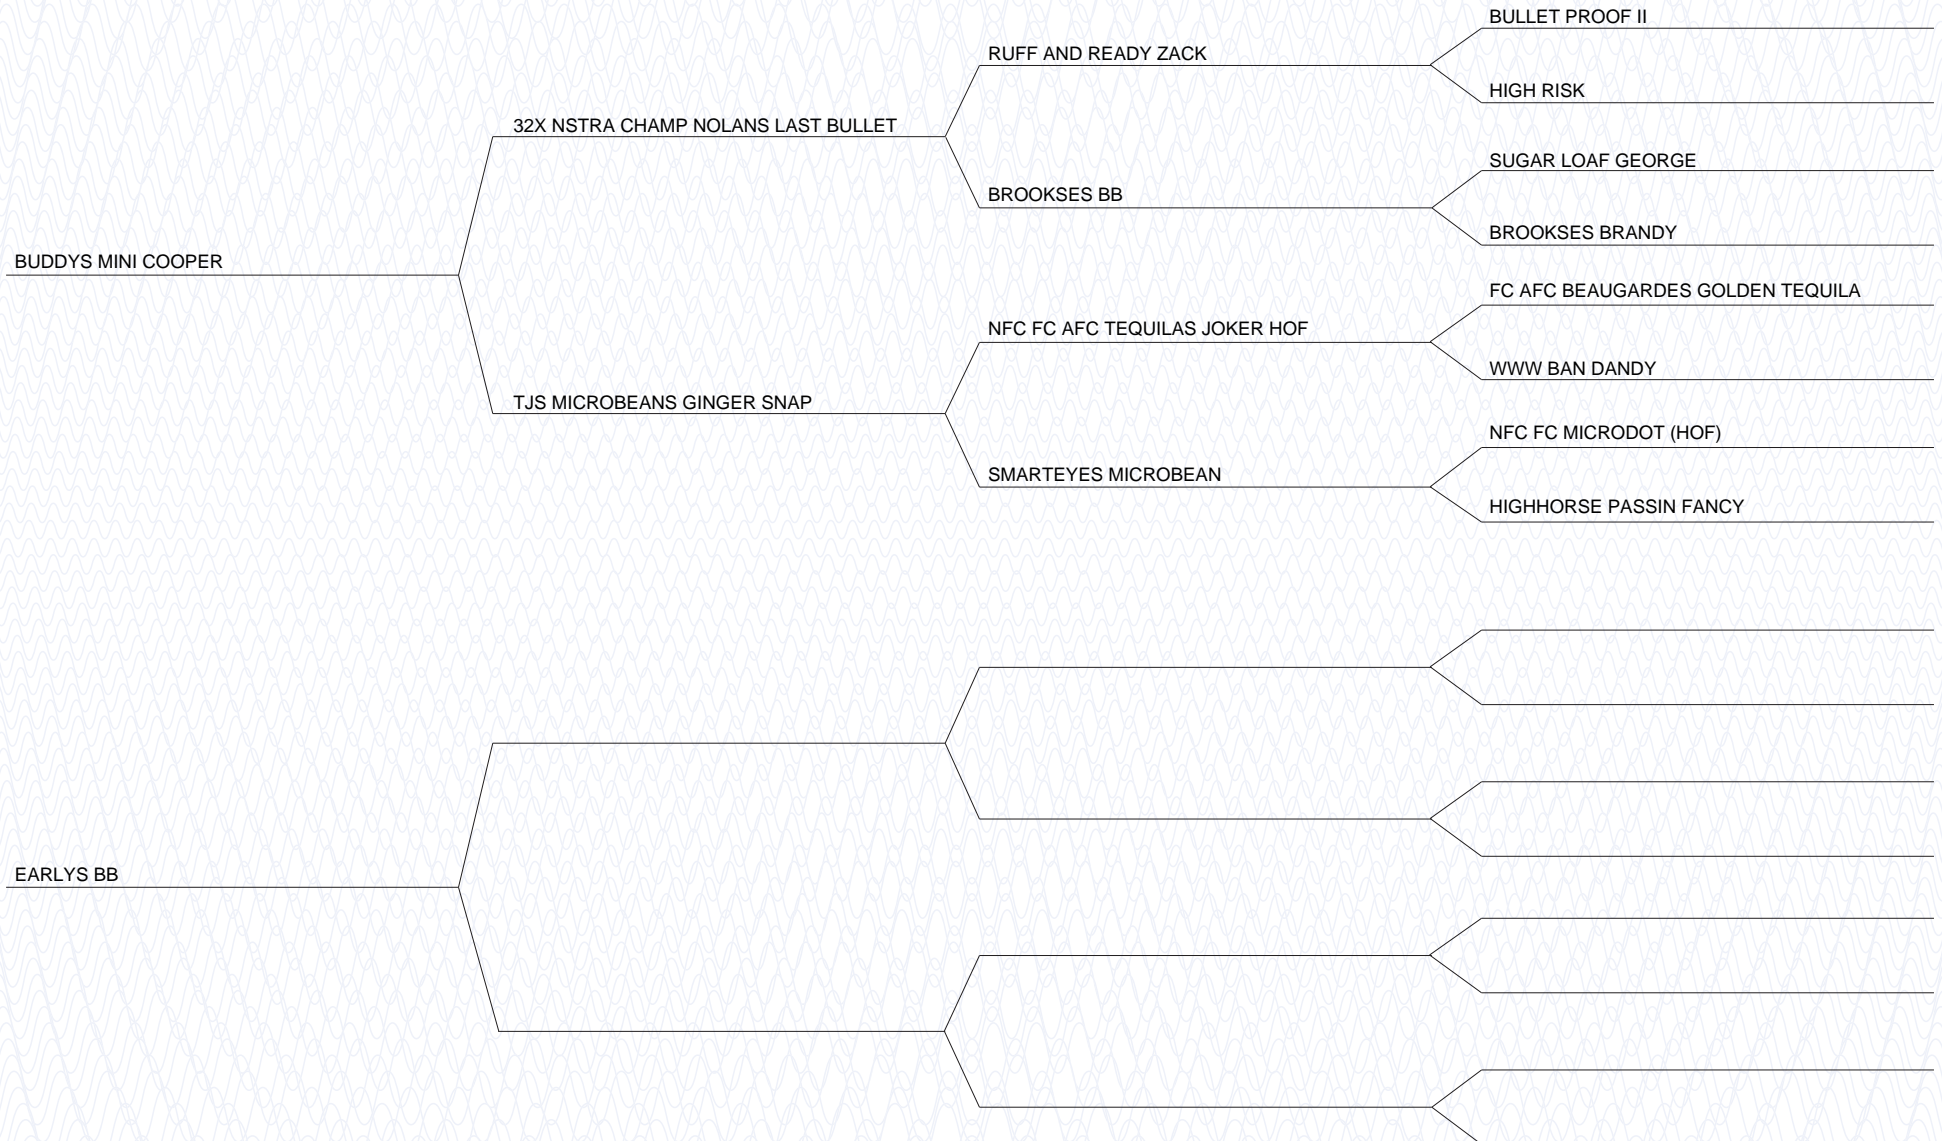 BULLET PROOF II
RUFF AND READY ZACK
HIGH RISK
32X NSTRA CHAMP NOLANS LAST BULLET
SUGAR LOAF GEORGE
BROOKSES BB
BROOKSES BRANDY
BUDDYS MINI COOPER
FC AFC BEAUGARDES GOLDEN TEQUILA
NFC FC AFC TEQUILAS JOKER HOF
WWW BAN DANDY
TJS MICROBEANS GINGER SNAP
NFC FC MICRODOT (HOF)
SMARTEYES MICROBEAN
HIGHHORSE PASSIN FANCY
EARLYS BB